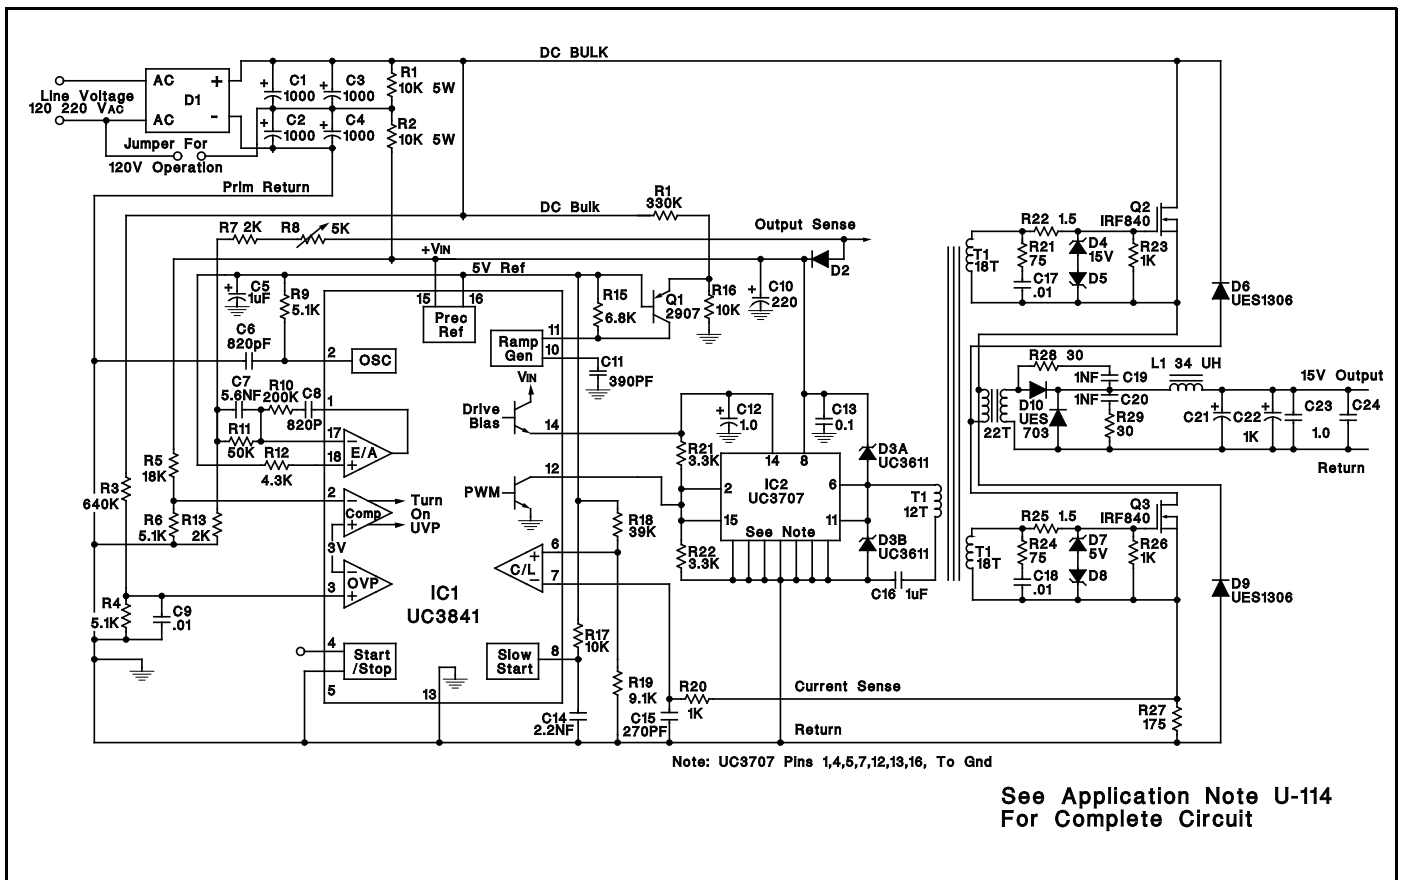 DC BULK
AC
+
D1
AC
-
Line Voltage
120 220 VAC
Jumper For
120V Operation
+ C1
1000
+ C3
1000
+ C2
1000
+ C4
1000
R1
10K 5W
R2
10K 5W
Prim Return
DC Bulk
R1
330K
R7 2K
R8
5K
Output Sense
+VIN
5V Ref
D2
+ C5
1uF
R9
5.1K
15
16
Prec
Ref
R15
6.8K
Q1
2907
R16
10K
+ C10
220
C6
820pF
2
OSC
Ramp
Gen
11
10
C11
390PF
C7
5.6NF
R10
200K
C8
820P
1
VIN
Drive
Bias
14
R11
50K
17
18
-
E/A
+
R12
4.3K
R5
18K
R3
640K
R6
5.1K
R13
2K
2
-
Comp
+
Turn
On
UVP
3V
-
OVP
+
3
PWM
12
R18
39K
+
C/L
-
6
7
IC1
UC3841
R4
5.1K
C9
.01
4
Start
/Stop
5
13
Slow
Start
8
R17
10K
C14
2.2NF
R19
9.1K
C15
270PF
R20
1K
Current Sense
Return
+ C12
1.0
C13
0.1
R21
3.3K
R22
3.3K
14
8
2
IC2
UC3707
6
15
11
See Note
D3A
UC3611
D3B
UC3611
C16
1uF
T1
12T
T1
18T
R22 1.5
R21
75
C17
.01
D4
15V
D5
R23
1K
Q2
IRF840
D6
UES1306
R28 30
1NF
C19
1NF
C20
D10
UES
703
R29
30
22T
L1 34 UH
15V Output
C21
+
C22
1K
+
C23
1.0
C24
Return
T1
18T
R25 1.5
R24
75
C18
.01
D7
5V
D8
R26
1K
Q3
IRF840
D9
UES1306
R27
175
Note: UC3707 Pins 1,4,5,7,12,13,16, To Gnd
See Application Note U-114
For Complete Circuit